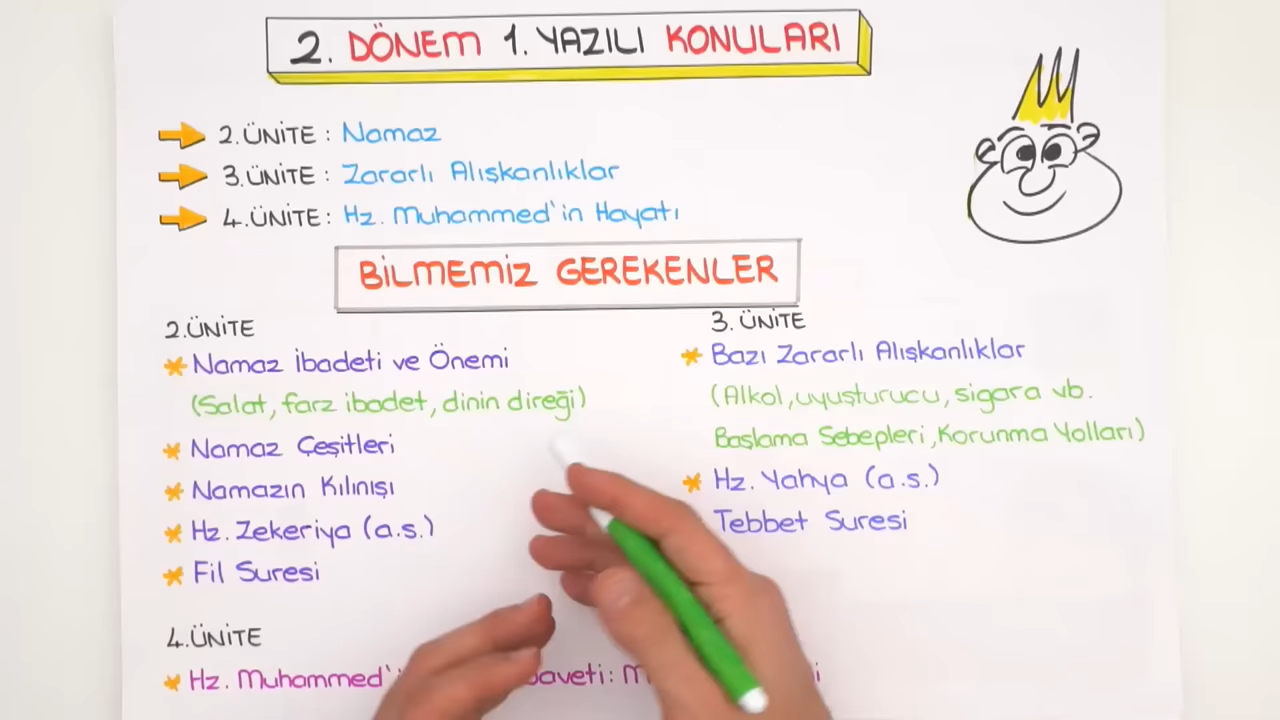 2. DÖNEM 1. YAZILI KONULARI
2.ÜNİTE : Namaz
3.ÜNİTE : Zararlı Alışkanlıklar
4.ÜNİTE : Hz. Muhammed'in Hayatı
BİLMEMİZ GEREKENLER
2.ÜNİTE
Namaz İbadeti ve Önemi
(Salat, farz ibadet, dinin direği)
Namaz Çeşitleri
Namazın Kılınışı
Hz. Zekeriya (a.s.)
Fil Suresi
3. ÜNİTE
Bazı Zararlı Alışkanlıklar
(Alkol, uyuşturucu, sigara vb.
Başlama Sebepleri, Korunma Yolları)
Hz. Yahya (a.s.)
Tebbet Suresi
4.ÜNİTE
Hz. Muhammed'